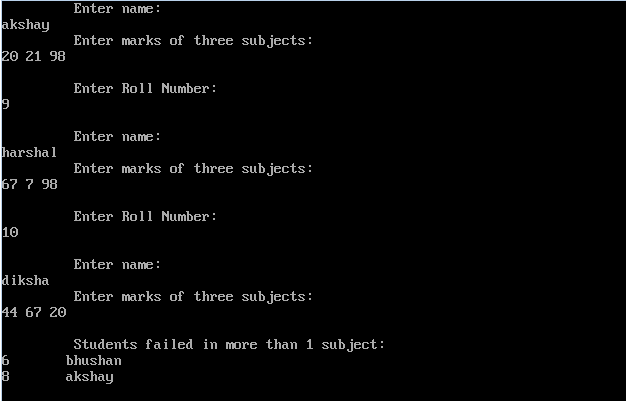 Enter name:
akshay
Enter marks of three subjects:
20 21 98
Enter Roll Number:
9
Enter name:
harshal
Enter marks of three subjects:
67 7 98
Enter Roll Number:
10
Enter name:
diksha
Enter marks of three subjects:
44 67 20
Students failed in more than 1 subject:
6 bhushan
8 akshay